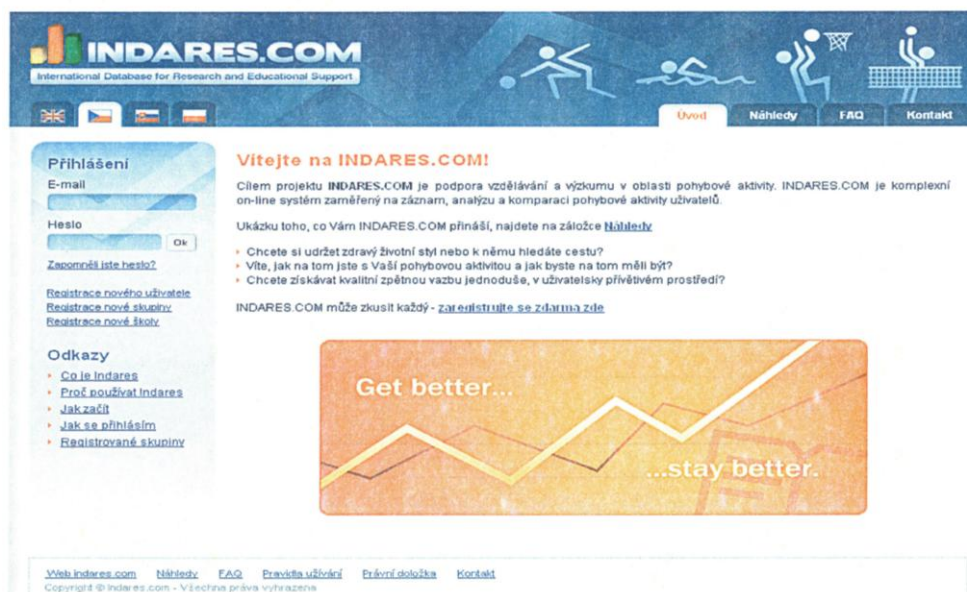 INDARES.COM
International Database for Research and Educational Support
Úvod Náhledy FAQ Kontakt
Přihlášení
E-mail
Heslo
Ok
Zapomněli jste heslo?
Registrace nového uživatele
Registrace nové skupiny
Registrace nové školy
Odkazy
Co je Indares
Proč používat Indares
Jak začít
Jak se přihlásím
Registrované skupiny
Vítejte na INDARES.COM!
Cílem projektu INDARES.COM je podpora vzdělávání a výzkumu v oblasti pohybové aktivity. INDARES.COM je komplexní
on-line systém zaměřený na záznam, analýzu a komparaci pohybové aktivity uživatelů.
Ukázku toho, co Vám INDARES.COM přináší, najdete na záložce Náhledy
Chcete si udržet zdravý životní styl nebo k němu hledáte cestu?
Víte, jak na tom jste s Vaší pohybovou aktivitou a jak byste na tom měli být?
Chcete získávat kvalitní zpětnou vazbu jednoduše, v uživatelsky přívětivém prostředí?
INDARES.COM může zkusit každý - zaregistrujte se zdarma zde
Get better...
...stay better.
Web indares.com Náhledy FAQ Pravidla užívání Právní doložka Kontakt
Copyright © Indares.com - Všechna práva vyhrazena